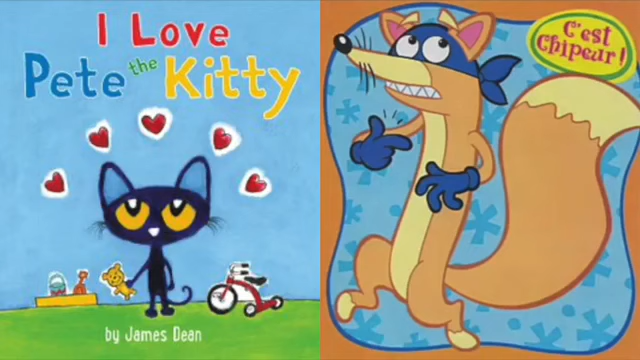 I Love
Pete the Kitty
by James Dean
C'est
Chipeur!